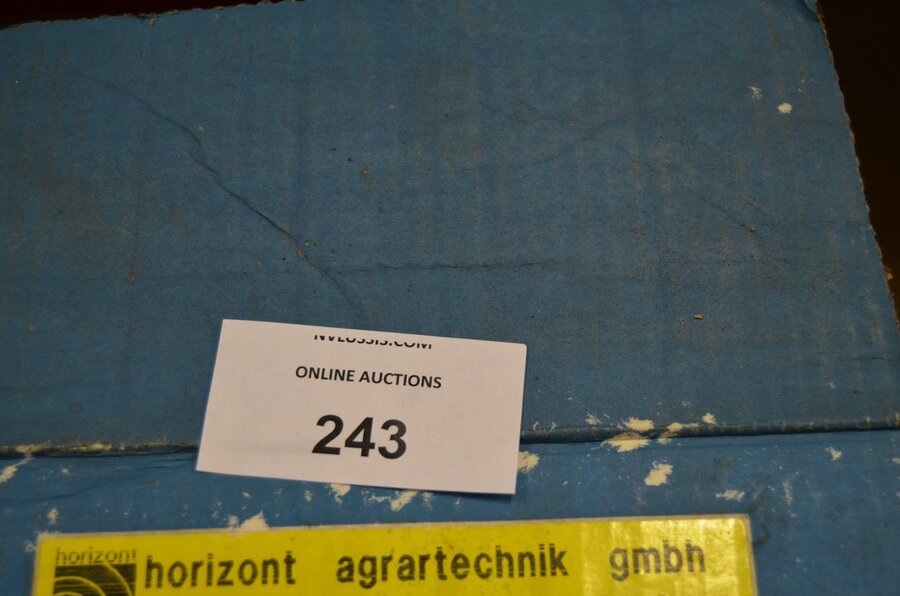 ONLINE AUCTIONS
243
horizont
horizont agrartechnik gmbh